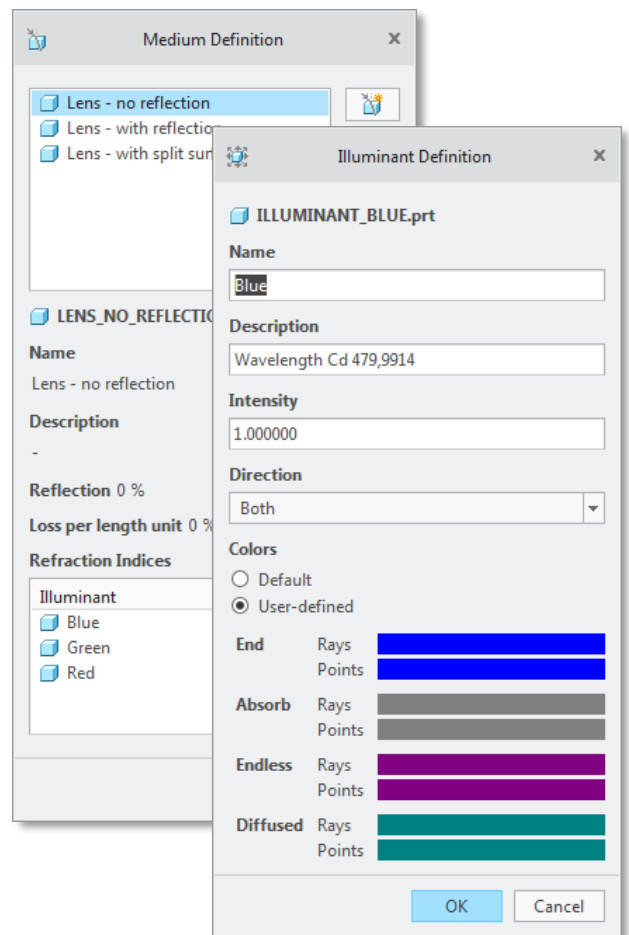 Medium Definition
Lens - no reflection
Lens - with reflection
Lens - with split
LENS_NO_REFLECTIO
Name
Lens - no reflection
Description
-
Reflection 0 %
Loss per length unit 0 %
Refraction Indices
Illuminant
Blue
Green
Red
Illuminant Definition
ILLUMINANT_BLUE.prt
Name
Blue
Description
Wavelength Cd 479,9914
Intensity
1.000000
Direction
Both
Colors
Default
User-defined
End Rays
Points
Absorb Rays
Points
Endless Rays
Points
Diffused Rays
Points
OK Cancel